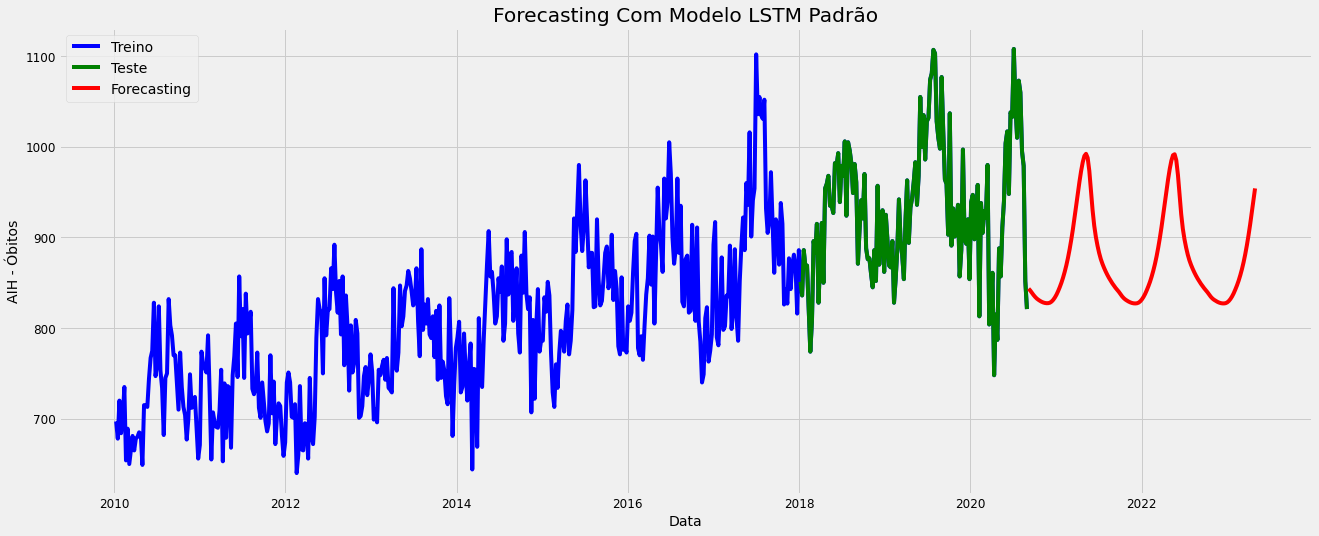 Forecasting Com Modelo LSTM Padrão
Treino
Teste
Forecasting
1100
1000
900
800
700
AIH - Óbitos
2010 2012 2014 2016 2018 2020 2022
Data